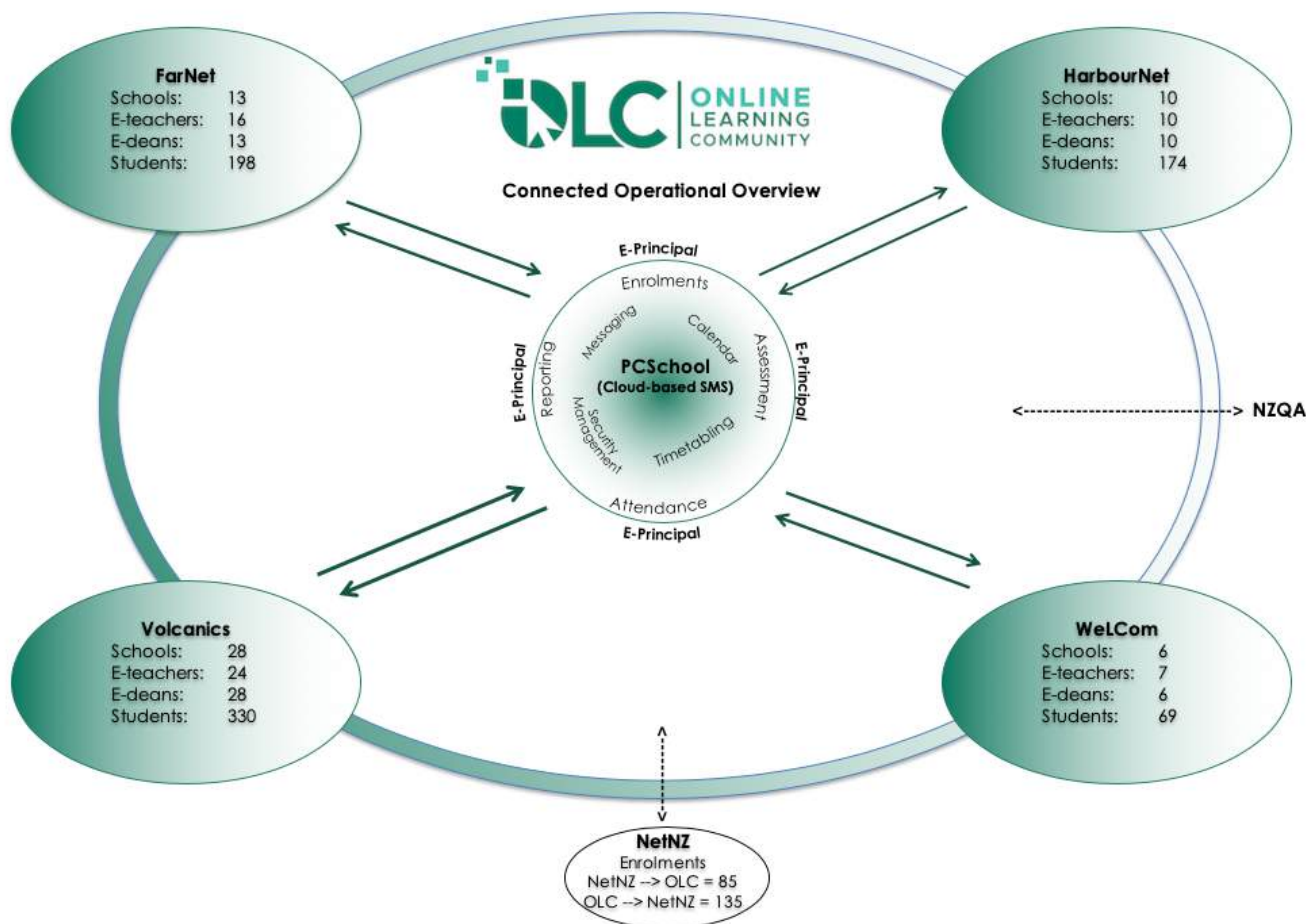 FarNet
Schools: 13
E-teachers: 16
E-deans: 13
Students: 198
OLC
ONLINE
LEARNING
COMMUNITY
Connected Operational Overview
HarbourNet
Schools: 10
E-teachers: 10
E-deans: 10
Students: 174
E-Principal
Enrolments
Messaging
Calendar
E-Principal
Reporting
PCSchool
(Cloud-based SMS)
Assessment
E-Principal
Security
Management
Timetabling
Attendance
E-Principal
<---------------> NZQA
Volcanics
Schools: 28
E-teachers: 24
E-deans: 28
Students: 330
WeLCom
Schools: 6
E-teachers: 7
E-deans: 6
Students: 69
NetNZ
Enrolments
NetNZ --> OLC = 85
OLC --> NetNZ = 135